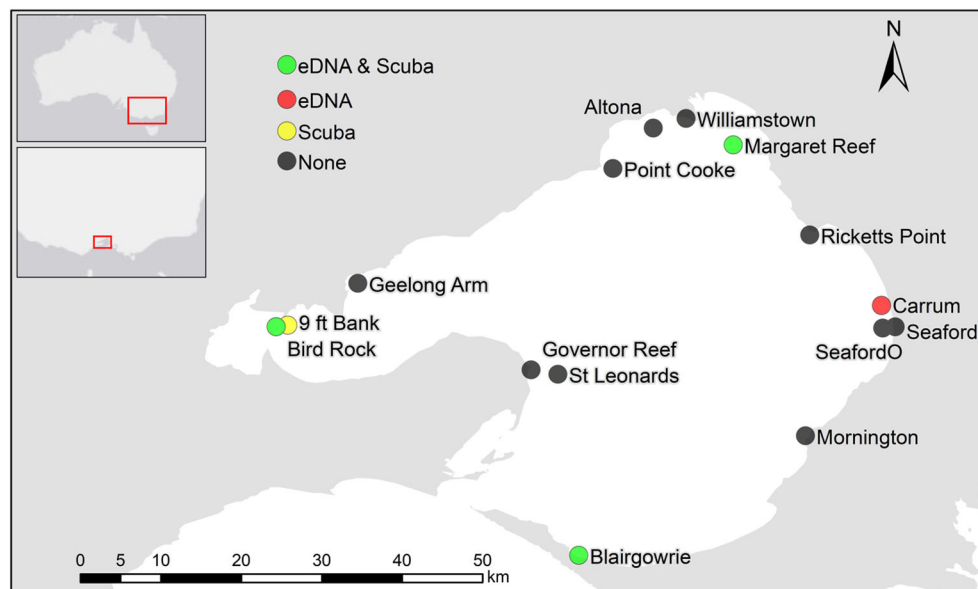 N
eDNA & Scuba
eDNA
Scuba
None
Altona
Williamstown
Margaret Reef
Point Cooke
Ricketts Point
Geelong Arm
Carrum
9 ft Bank
Seaford
Bird Rock
SeafordO
Governor Reef
St Leonards
Mornington
Blairgowrie
0 5 10 20 30 40 50
km